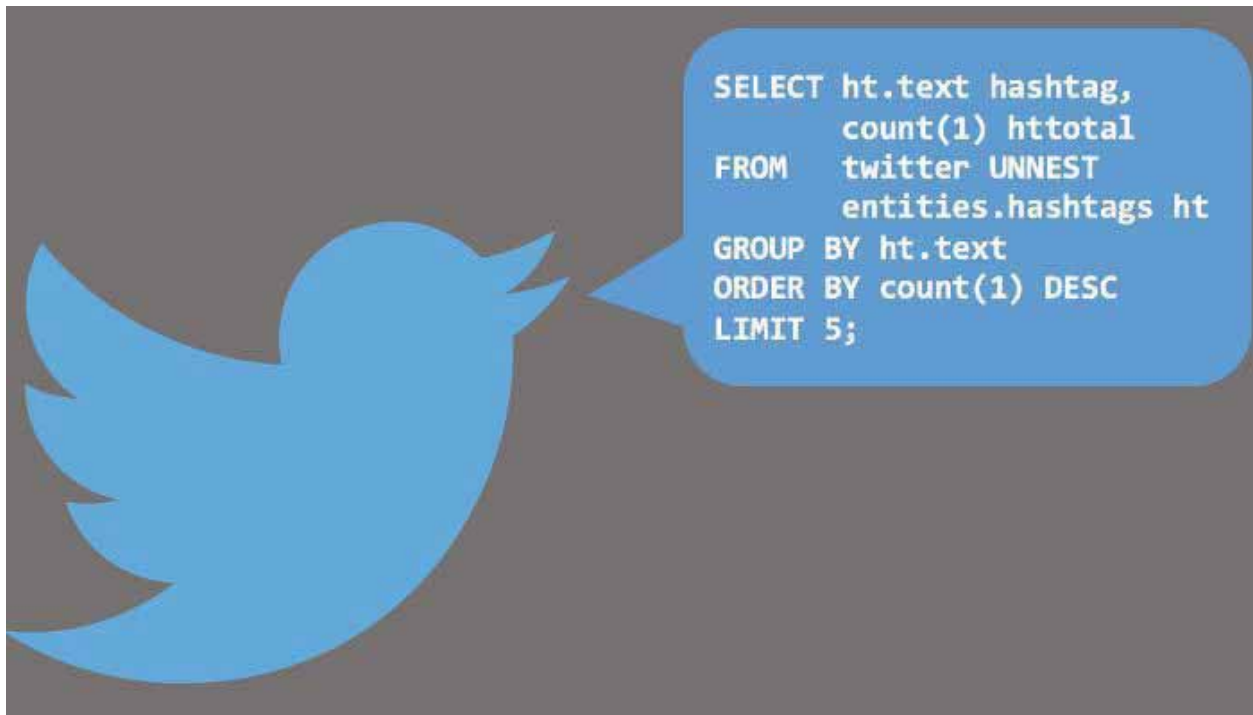 SELECT ht.text hashtag,
       count(1) httotal
FROM   twitter UNNEST
       entities.hashtags ht
GROUP BY ht.text
ORDER BY count(1) DESC
LIMIT 5;